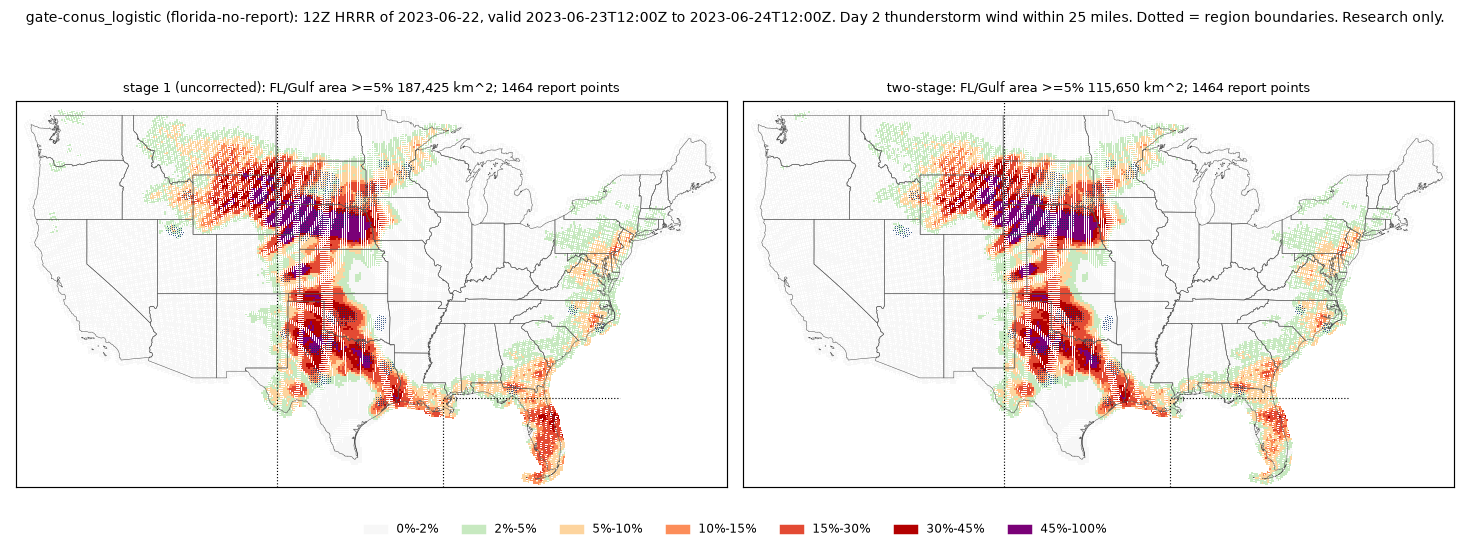 gate-conus_logistic (florida-no-report): 12Z HRRR of 2023-06-22, valid 2023-06-23T12:00Z to 2023-06-24T12:00Z. Day 2 thunderstorm wind within 25 miles. Dotted = region boundaries. Research only.
stage 1 (uncorrected): FL/Gulf area >=5% 187,425 km^2; 1464 report points
two-stage: FL/Gulf area >=5% 115,650 km^2; 1464 report points
0%-2% 2%-5% 5%-10% 10%-15% 15%-30% 30%-45% 45%-100%